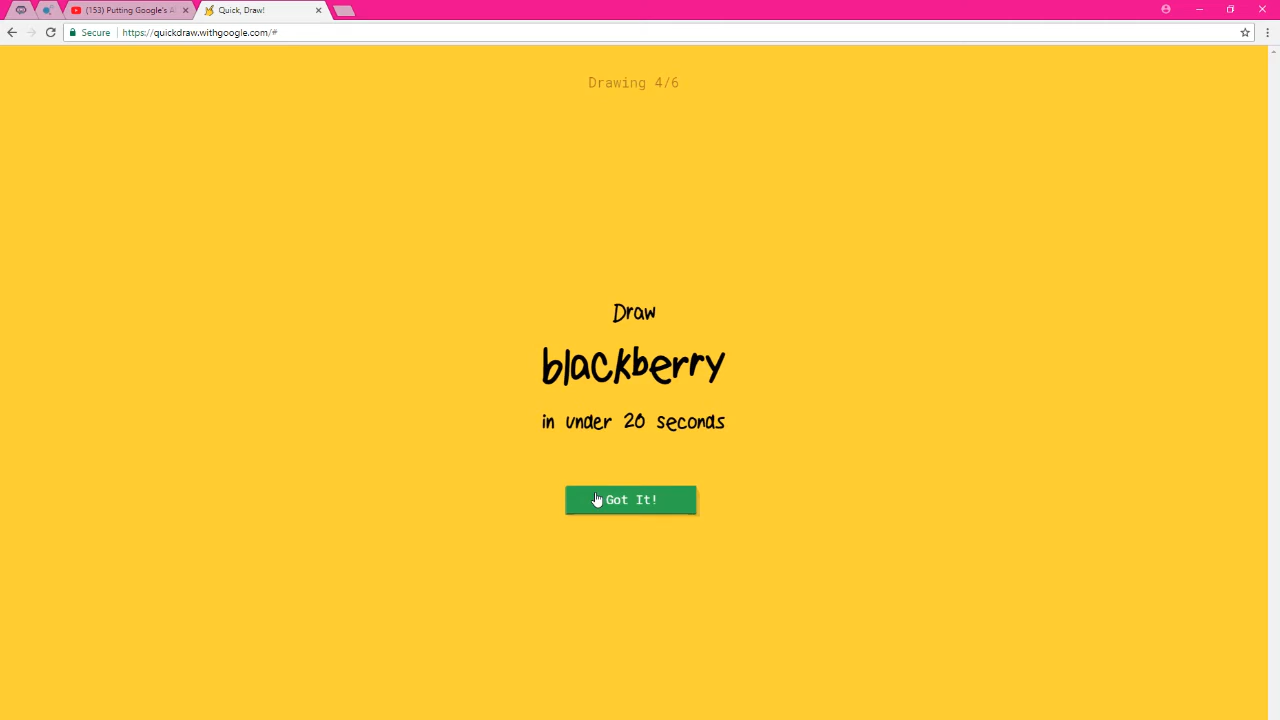 (153) Putting Google's A
Quick, Draw!
Secure
https://quickdraw.withgoogle.com/#
Drawing 4/6
Draw
blackberry
in under 20 seconds
Got It!